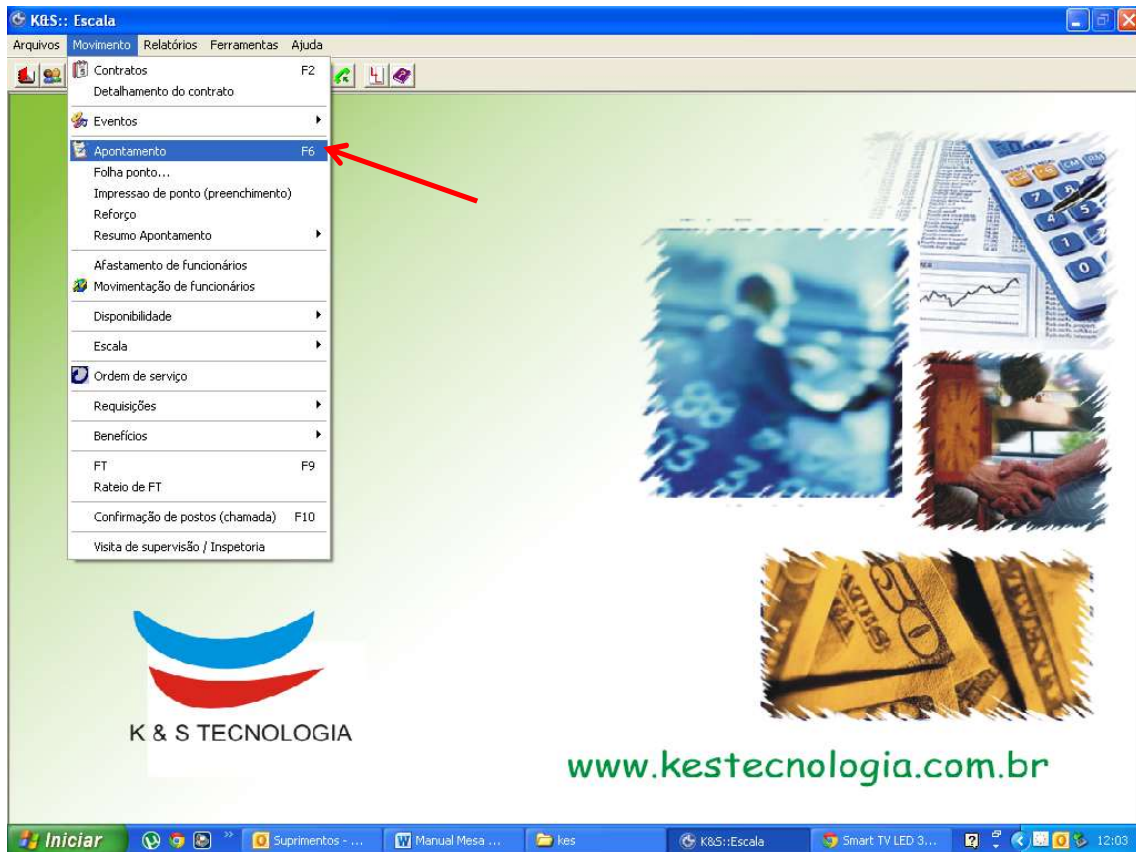 K&S:: Escala
Arquivos Movimento Relatórios Ferramentas Ajuda
Contratos F2
Detalhamento do contrato
Eventos
Apontamento F6
Folha ponto...
Impressao de ponto (preenchimento)
Reforço
Resumo Apontamento
Afastamento de funcionários
Movimentação de funcionários
Disponibilidade
Escala
Ordem de serviço
Requisições
Benefícios
FT F9
Rateio de FT
Confirmação de postos (chamada) F10
Visita de supervisão / Inspetoria
K & S TECNOLOGIA
www.kestecnologia.com.br
Iniciar Suprimentos - ... Manual Mesa ... kes K&S::Escala Smart TV LED 3... 12:03